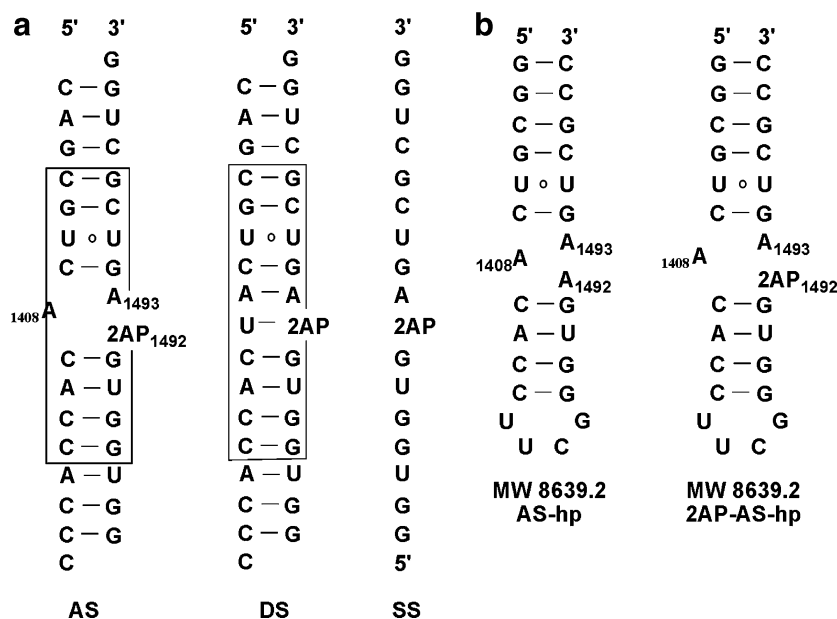 a
5' 3'
G
C – G
A – U
G – C
C – G
G – C
U o U
C – G
A1493
1408A
2AP1492
C – G
A – U
C – G
C – G
A – U
C – G
C – G
C
AS
5' 3'
G
C – G
A – U
G – C
C – G
G – C
U o U
C – G
A – A
U – 2AP
C – G
A – U
C – G
C – G
A – U
C – G
C – G
C
DS
3'
G
G
U
C
G
C
U
G
A
2AP
G
U
G
G
U
G
G
5'
SS
b
5' 3'
G – C
G – C
C – G
G – C
U o U
C – G
A1493
1408A
A1492
C – G
A – U
C – G
C – G
U G
U C
MW 8639.2
AS-hp
5' 3'
G – C
G – C
C – G
G – C
U o U
C – G
A1493
1408A
2AP1492
C – G
A – U
C – G
C – G
U G
U C
MW 8639.2
2AP-AS-hp